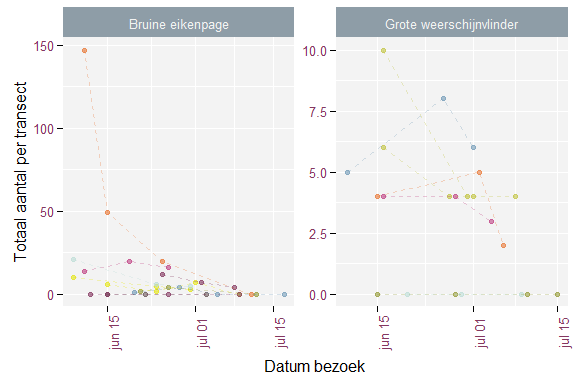 Bruine eikenpage
Grote weerschijnvlinder
Totaal aantal per transect
150
100
50
0
10.0
7.5
5.0
2.5
0.0
jun 15
jul 01
jul 15
jun 15
jul 01
jul 15
Datum bezoek